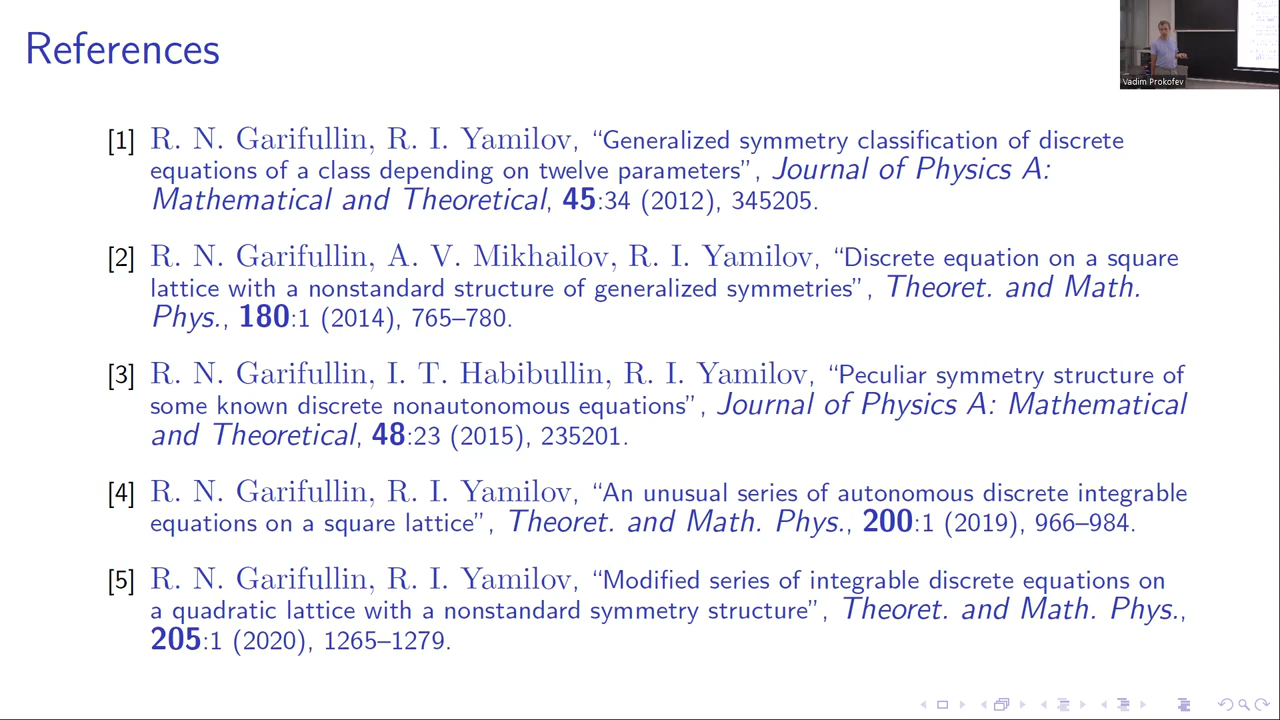 References
Vadim Prokofev
[1] R. N. Garifullin, R. I. Yamilov, “Generalized symmetry classification of discrete
equations of a class depending on twelve parameters”, Journal of Physics A:
Mathematical and Theoretical, 45:34 (2012), 345205.
[2] R. N. Garifullin, A. V. Mikhailov, R. I. Yamilov, “Discrete equation on a square
lattice with a nonstandard structure of generalized symmetries”, Theoret. and Math.
Phys., 180:1 (2014), 765–780.
[3] R. N. Garifullin, I. T. Habibullin, R. I. Yamilov, “Peculiar symmetry structure of
some known discrete nonautonomous equations”, Journal of Physics A: Mathematical
and Theoretical, 48:23 (2015), 235201.
[4] R. N. Garifullin, R. I. Yamilov, “An unusual series of autonomous discrete integrable
equations on a square lattice”, Theoret. and Math. Phys., 200:1 (2019), 966–984.
[5] R. N. Garifullin, R. I. Yamilov, “Modified series of integrable discrete equations on
a quadratic lattice with a nonstandard symmetry structure”, Theoret. and Math. Phys.,
205:1 (2020), 1265–1279.